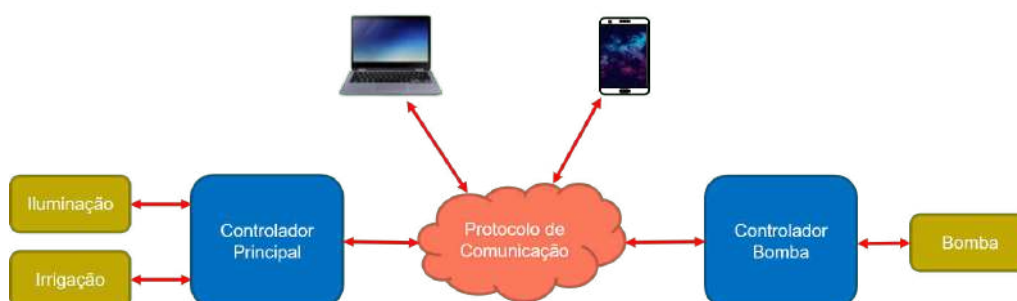 Iluminação
Irrigação
Controlador
Principal
Protocolo de
Comunicação
Controlador
Bomba
Bomba